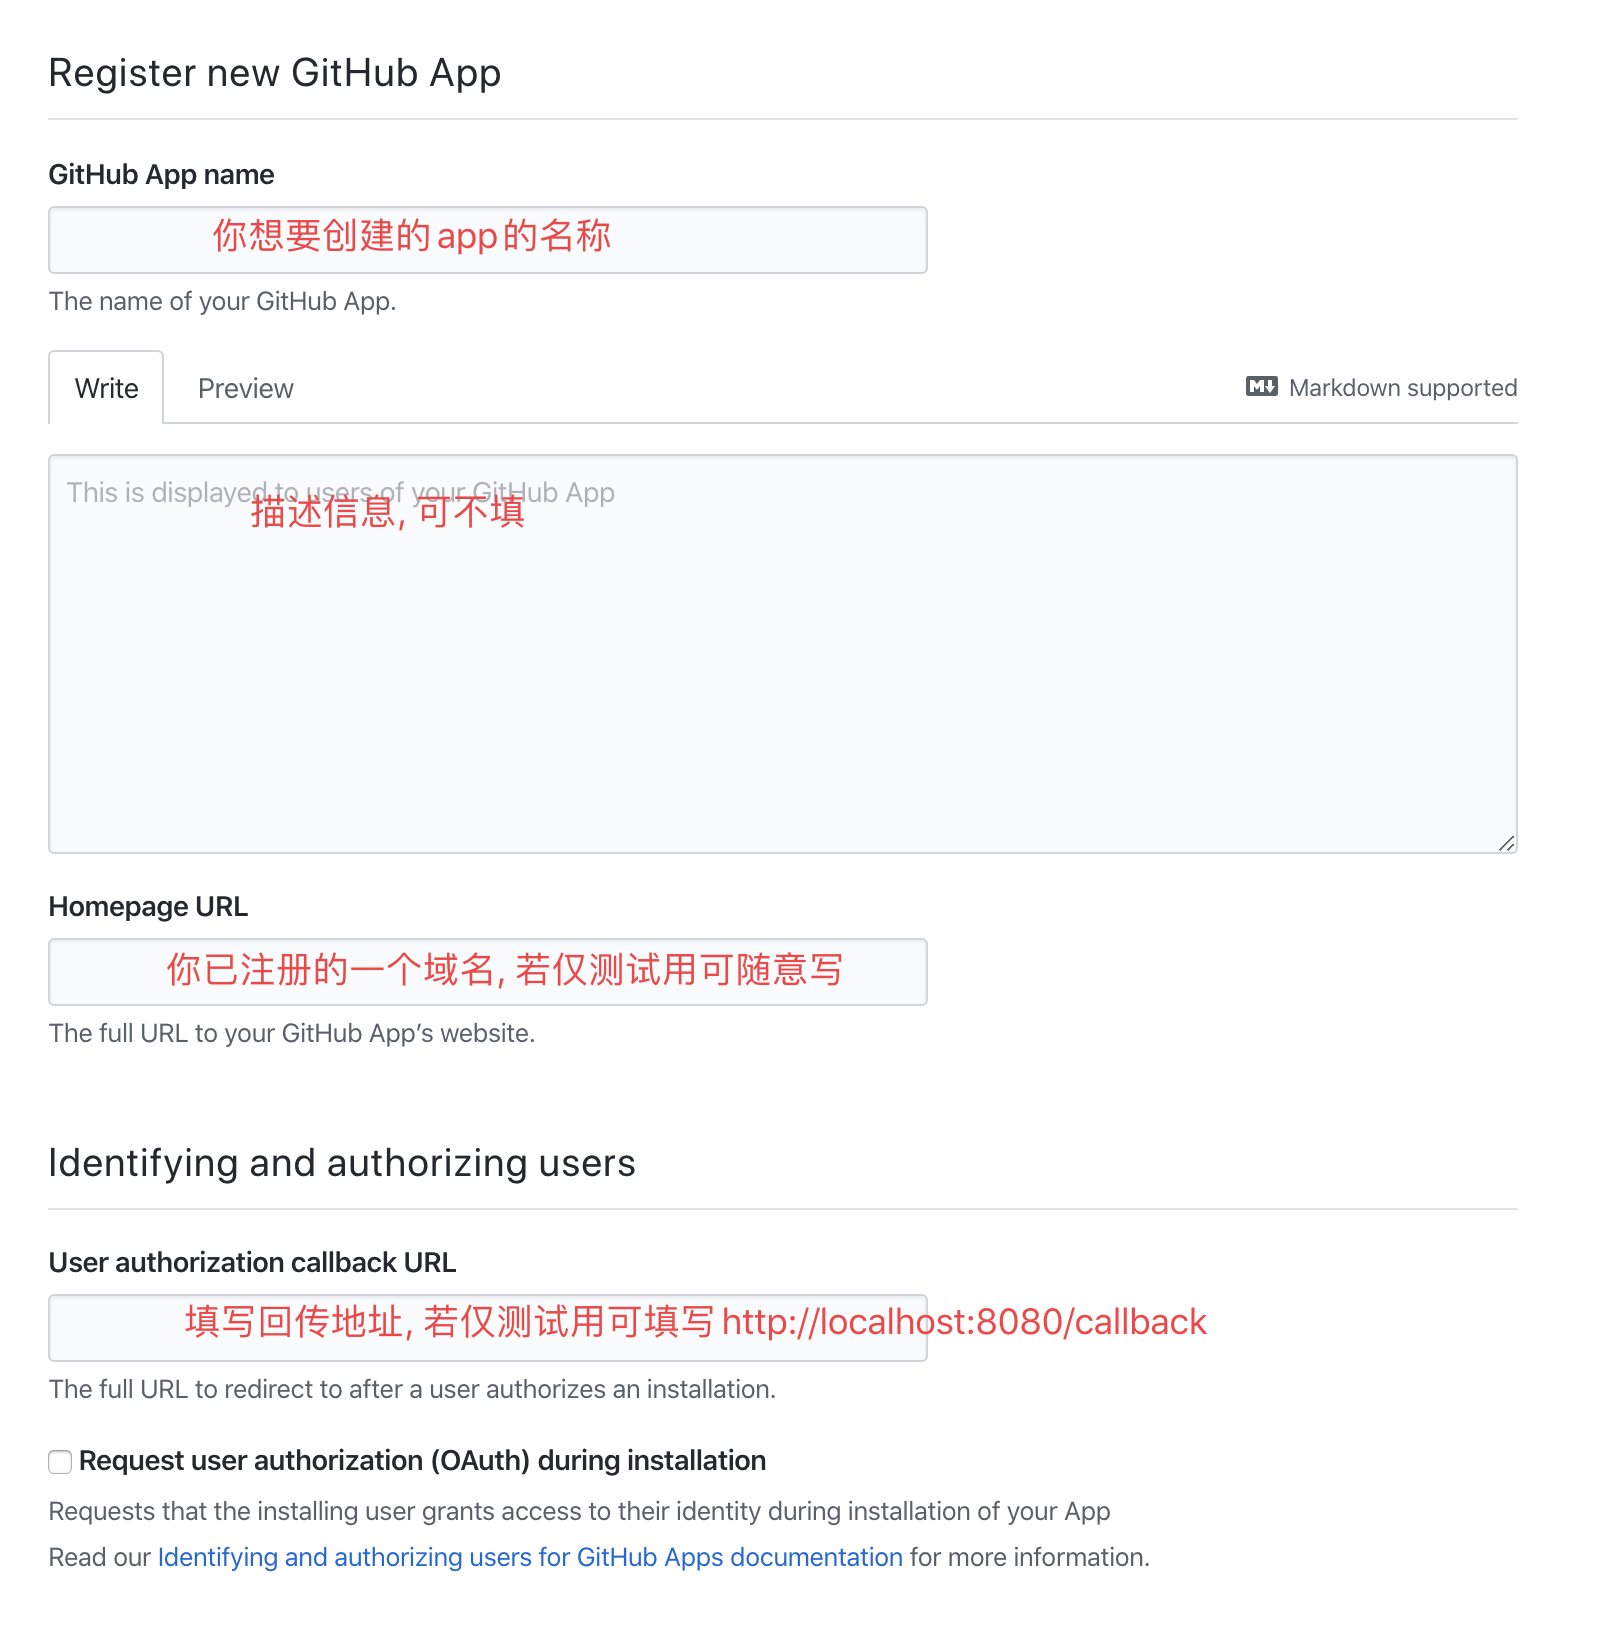 Register new GitHub App
GitHub App name
你想要创建的app的名称
The name of your GitHub App.
Write Preview Markdown supported
This is displayed to users of your GitHub App
描述信息, 可不填
Homepage URL
你已注册的一个域名, 若仅测试用可随意写
The full URL to your GitHub App’s website.
Identifying and authorizing users
User authorization callback URL
填写回传地址, 若仅测试用可填写http://localhost:8080/callback
The full URL to redirect to after a user authorizes an installation.
Request user authorization (OAuth) during installation
Requests that the installing user grants access to their identity during installation of your App
Read our Identifying and authorizing users for GitHub Apps documentation for more information.